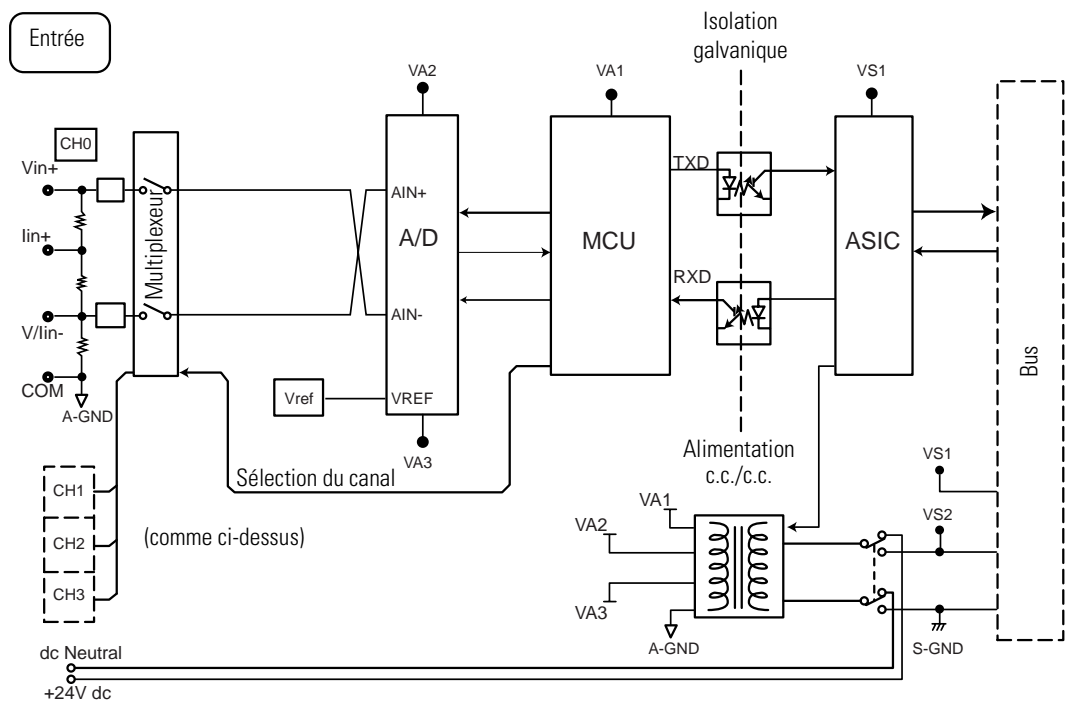 Entrée
Isolation
galvanique
VA2
VA1
VS1
CH0
Vin+
Iin+
V/Iin-
COM
A-GND
Multiplexeur
AIN+
A/D
AIN-
VREF
Vref
VA3
MCU
TXD
RXD
ASIC
Bus
Sélection du canal
Alimentation
c.c./c.c.
CH1
CH2
CH3
(comme ci-dessus)
VA1
VA2
VA3
A-GND
VS1
VS2
S-GND
dc Neutral
+24V dc